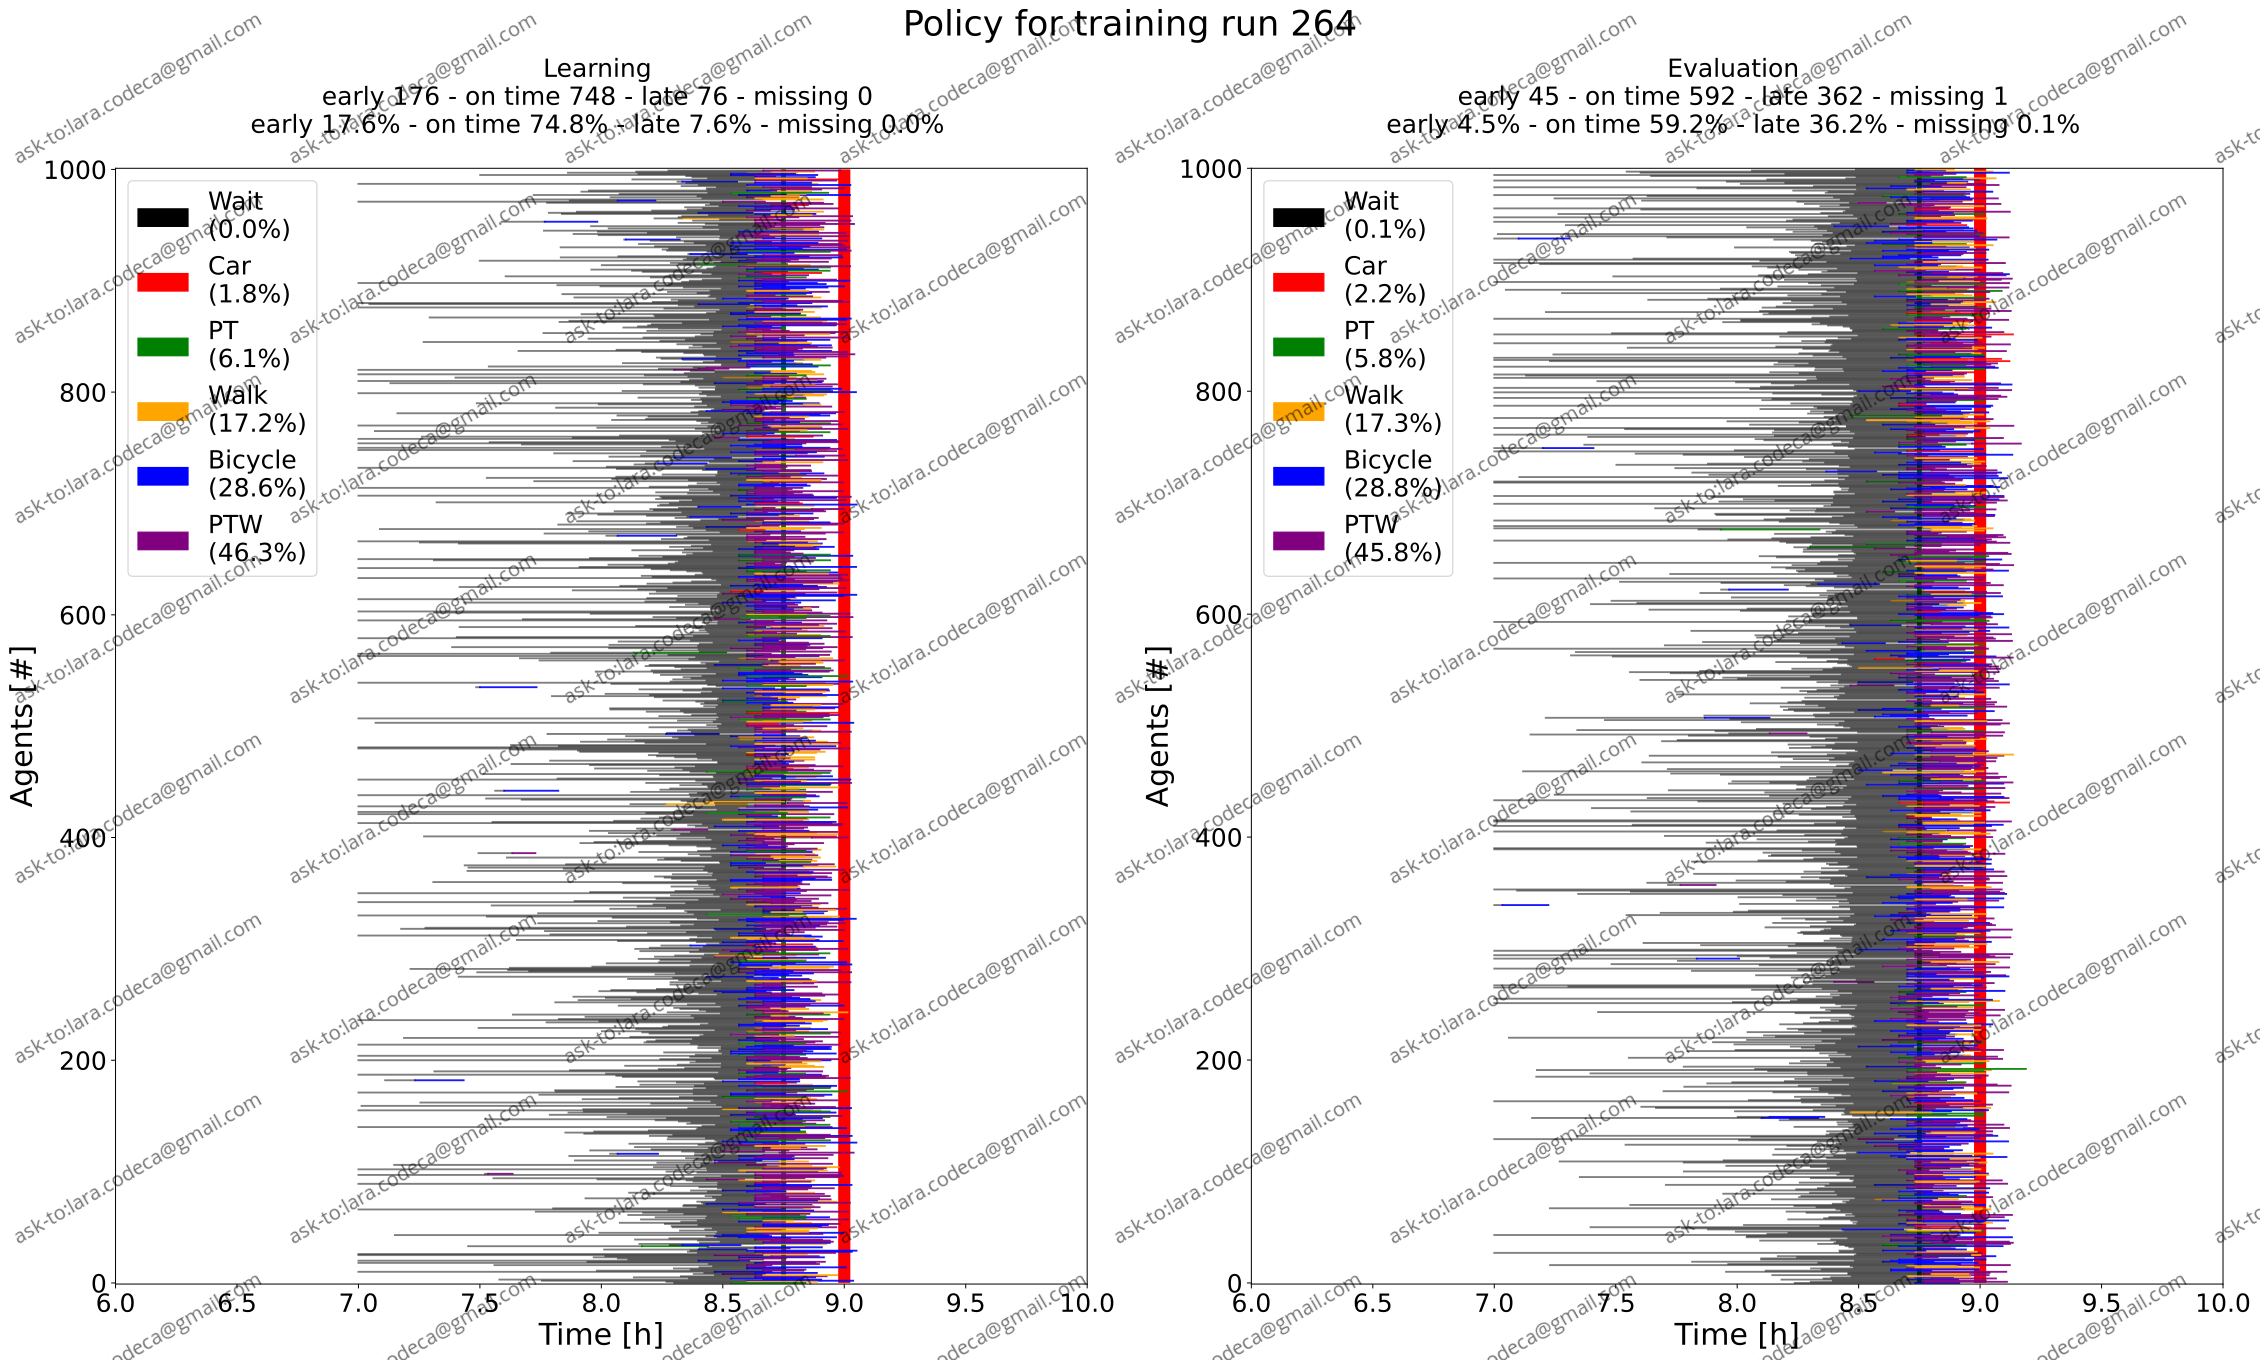 Policy for training run 264
Learning
early 176 - on time 748 - late 76 - missing 0
early 17.6% - on time 74.8% - late 7.6% - missing 0.0%
1000
800
600
400
200
0
Agents [#]
Wait
(0.0%)
Car
(1.8%)
PT
(6.1%)
Walk
(17.2%)
Bicycle
(28.6%)
PTW
(46.3%)
6.0 6.5 7.0 7.5 8.0 8.5 9.0 9.5 10.0
Time [h]
Evaluation
early 45 - on time 592 - late 362 - missing 1
early 4.5% - on time 59.2% - late 36.2% - missing 0.1%
1000
800
600
400
200
0
Agents [#]
Wait
(0.1%)
Car
(2.2%)
PT
(5.8%)
Walk
(17.3%)
Bicycle
(28.8%)
PTW
(45.8%)
6.0 6.5 7.0 7.5 8.0 8.5 9.0 9.5 10.0
Time [h]
ask-to:lara.codeca@gmail.com